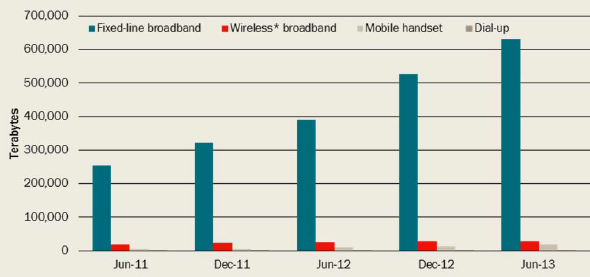 700,000
Fixed-line broadband Wireless* broadband Mobile handset Dial-up
600,000
500,000
400,000
300,000
200,000
100,000
0
Terabytes
Jun-11 Dec-11 Jun-12 Dec-12 Jun-13